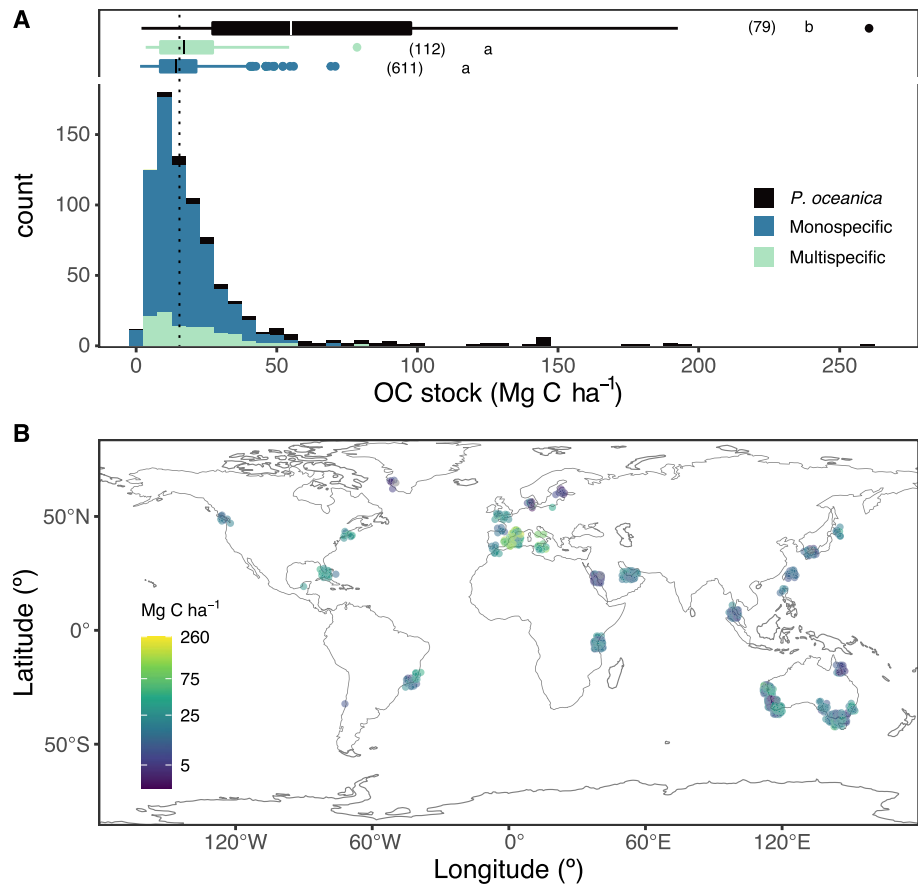 A
(79) b
(112) a
(611) a
150
100
50
0
count
P. oceanica
Monospecific
Multispecific
0 50 100 150 200 250
OC stock (Mg C ha⁻¹)
B
50°N
0°
50°S
Latitude (º)
Mg C ha⁻¹
260
75
25
5
120°W 60°W 0° 60°E 120°E
Longitude (º)